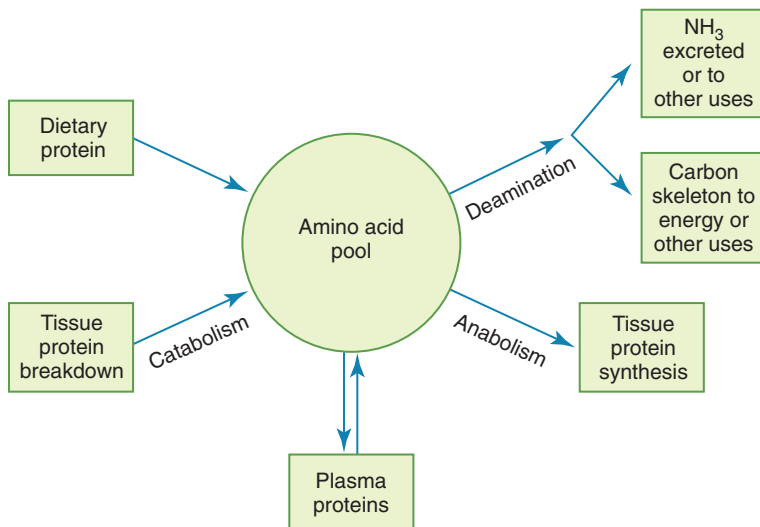 NH₃
excreted
or to
other uses
Dietary
protein
Deamination
Carbon
skeleton to
energy or
other uses
Amino acid
pool
Tissue
protein
breakdown
Catabolism
Anabolism
Tissue
protein
synthesis
Plasma
proteins